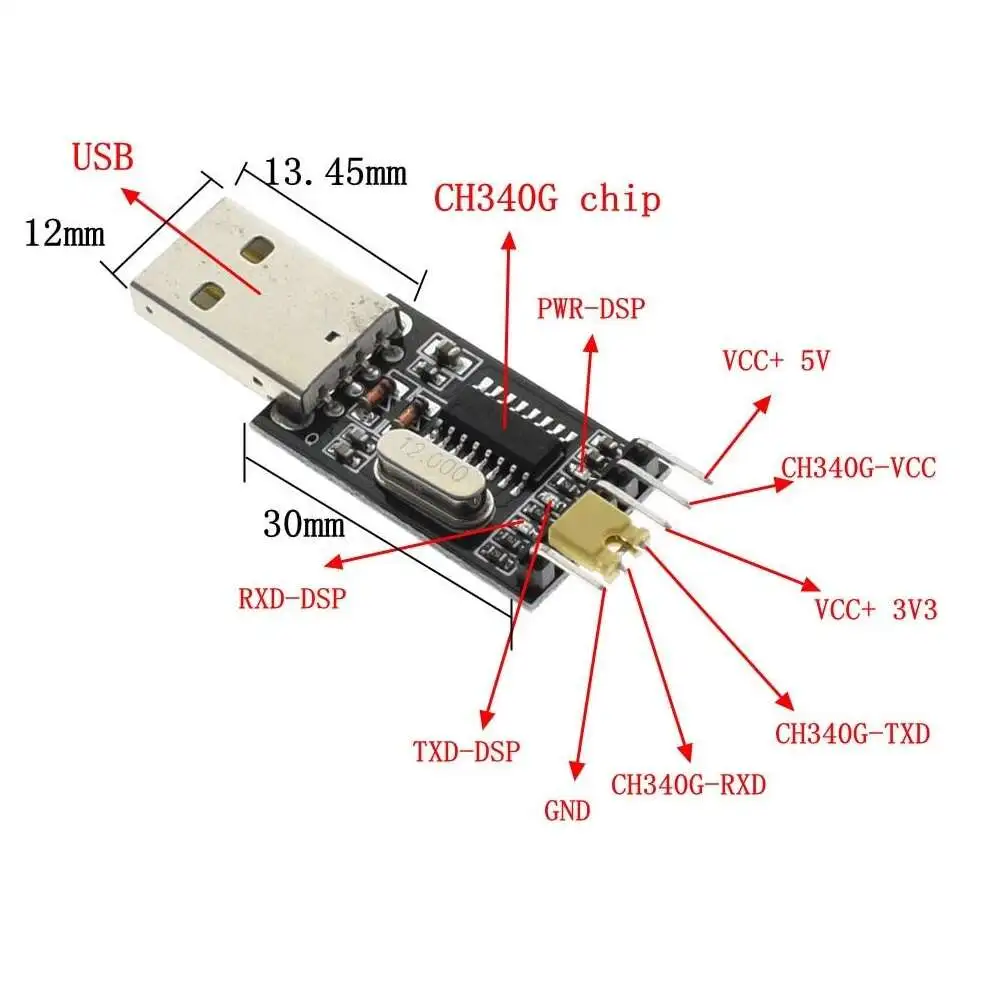 USB
13.45mm
12mm
CH340G chip
PWR-DSP
VCC+ 5V
CH340G-VCC
12.000
30mm
RXD-DSP
VCC+ 3V3
CH340G-TXD
TXD-DSP
CH340G-RXD
GND